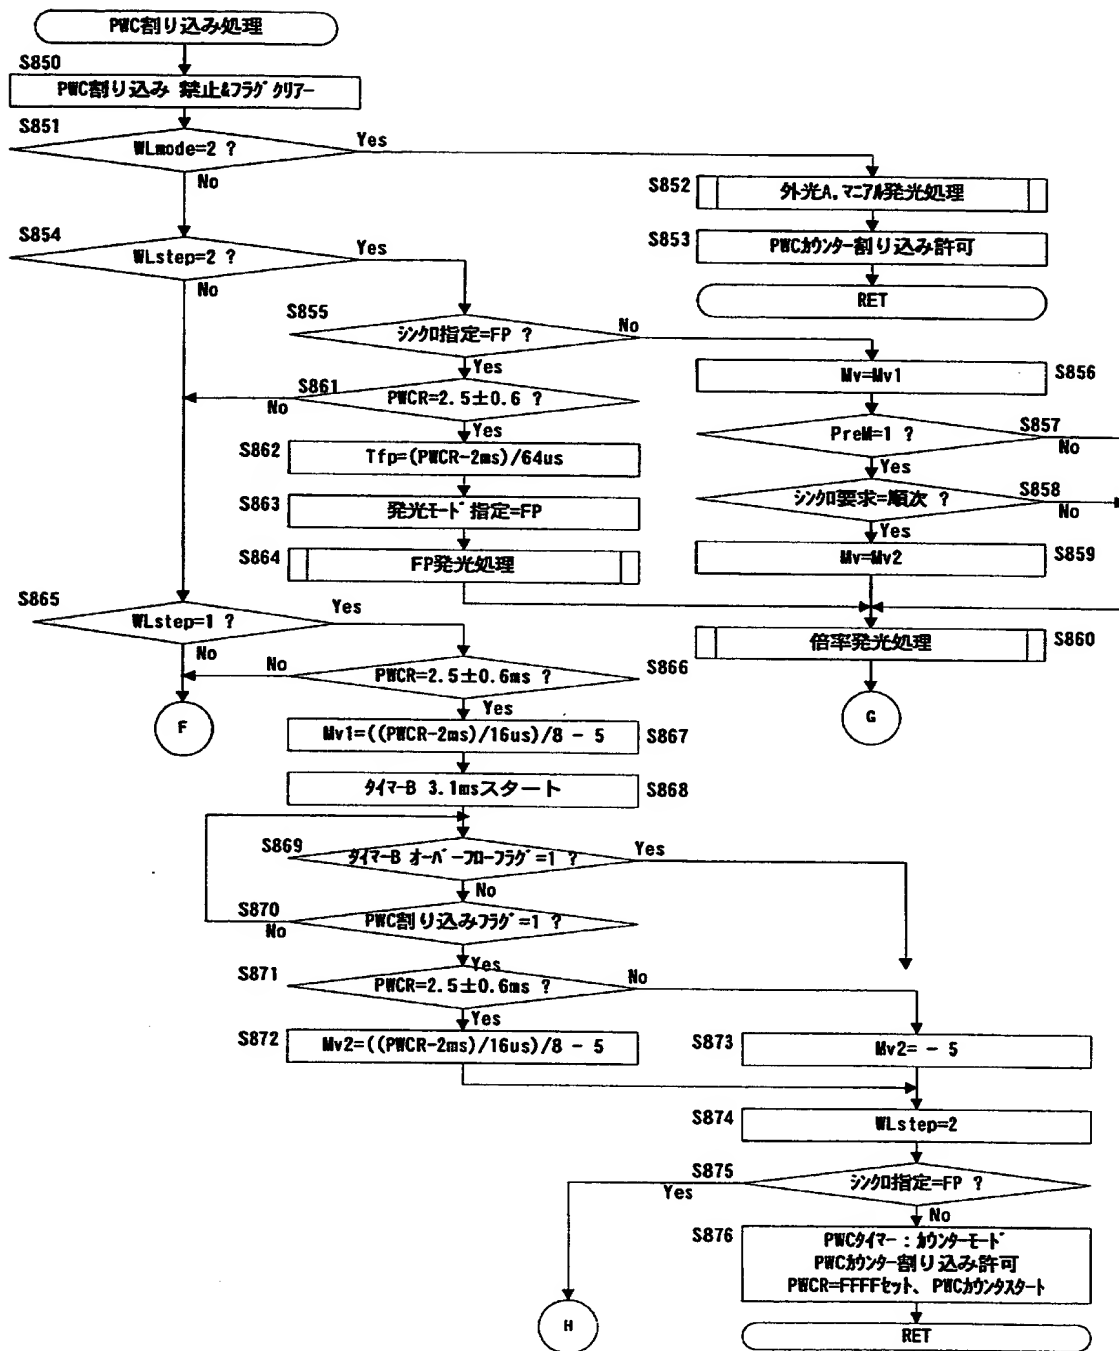 PWC割り込み処理
S850
PWC割り込み 禁止&フラグ クリアー
S851
WLmode=2 ?
Yes
No
S852
外光A, マニアル発光処理
S853
PWCカウンター割り込み許可
RET
S854
WLstep=2 ?
Yes
No
S855
シンクロ指定=FP ?
No
Yes
Mv=Mv1
S856
S861
PWCR=2.5±0.6 ?
No
Yes
PreM=1 ?
S857
No
Yes
S862
Tfp=(PWCR-2ms)/64us
シンクロ要求=順次 ?
S858
No
Yes
S863
発光モード指定=FP
Mv=Mv2
S859
S864
FP発光処理
S865
WLstep=1 ?
Yes
No
倍率発光処理
S860
No
PWCR=2.5±0.6ms ?
S866
Yes
F
G
Mv1=((PWCR-2ms)/16us)/8 - 5
S867
タイマーB 3.1msスタート
S868
S869
タイマーB オーバーフローフラグ=1 ?
Yes
No
S870
PWC割り込みフラグ=1 ?
No
Yes
S871
PWCR=2.5±0.6ms ?
No
Yes
S872
Mv2=((PWCR-2ms)/16us)/8 - 5
S873
Mv2= - 5
S874
WLstep=2
S875
シンクロ指定=FP ?
Yes
No
S876
PWCタイマー : カウンターモード
PWCカウンター割り込み許可
PWCR=FFFFセット、PWCカウンタスタート
H
RET